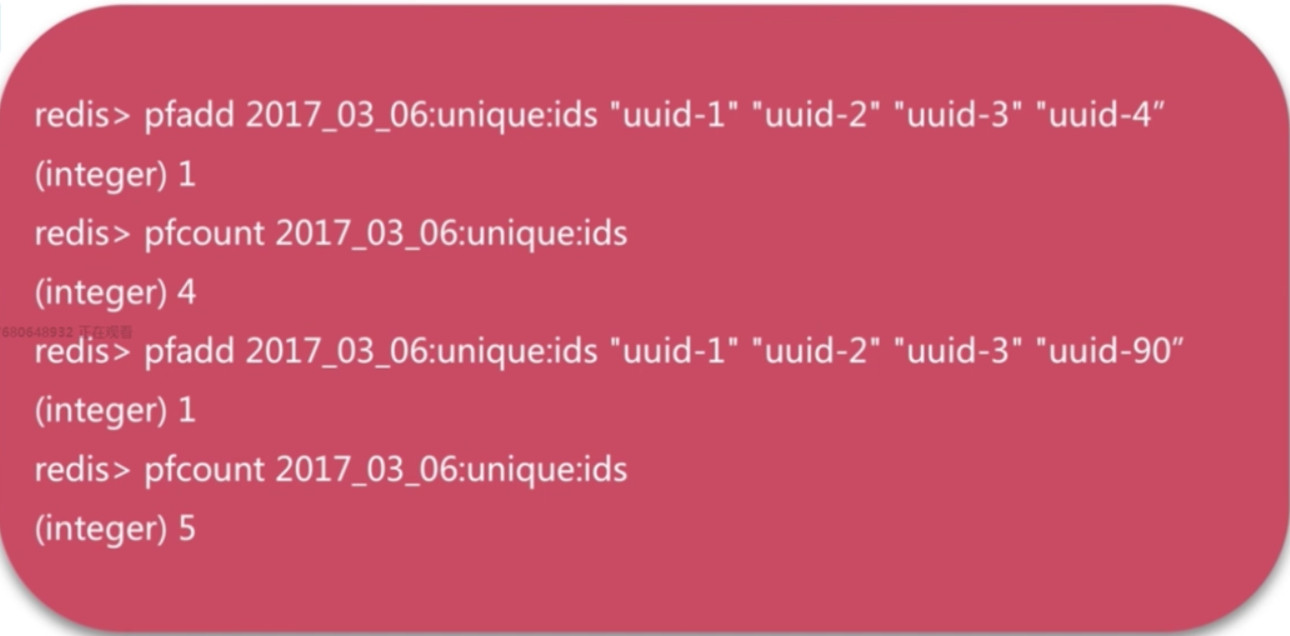 redis> pfadd 2017_03_06:unique:ids "uuid-1" "uuid-2" "uuid-3" "uuid-4”
(integer) 1
redis> pfcount 2017_03_06:unique:ids
(integer) 4
680648932 正在观看
redis> pfadd 2017_03_06:unique:ids "uuid-1" "uuid-2" "uuid-3" "uuid-90”
(integer) 1
redis> pfcount 2017_03_06:unique:ids
(integer) 5